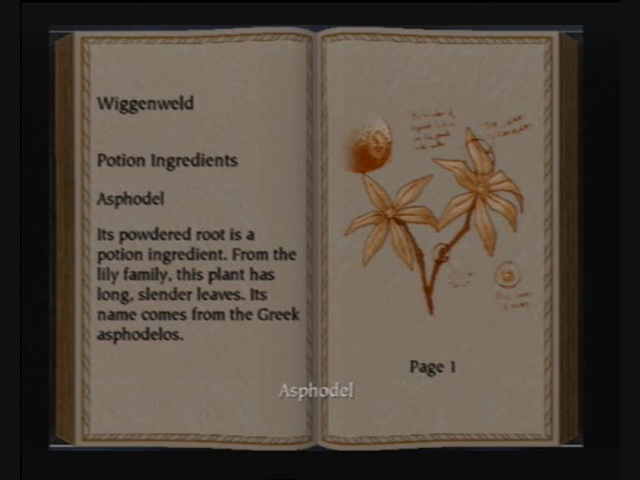 Wiggenweld
Potion Ingredients
Asphodel
Its powdered root is a
potion ingredient. From the
lily family, this plant has
long, slender leaves. Its
name comes from the Greek
asphodelos.
Page 1
Asphodel